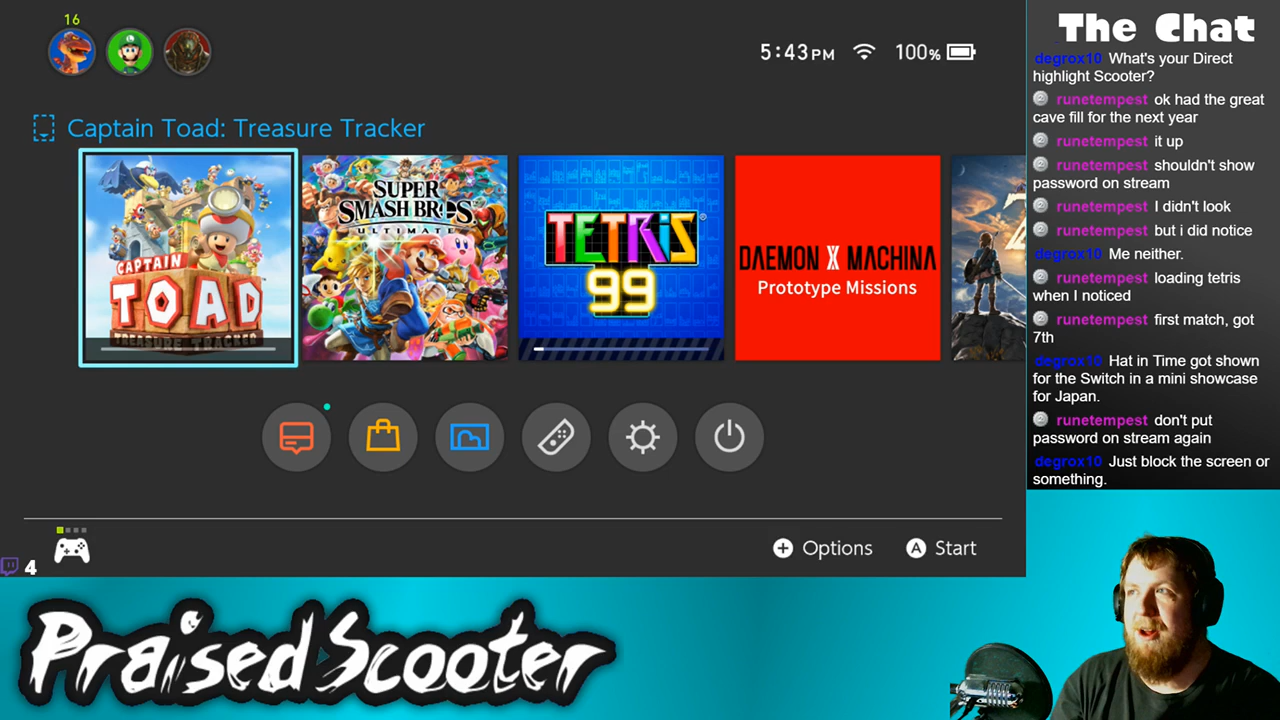 16
5:43PM 100%
Captain Toad: Treasure Tracker
CAPTAIN
TOAD
TREASURE TRACKER
SUPER
SMASH BROS.
ULTIMATE
TETRIS®
99
DAEMON X MACHINA
Prototype Missions
+ Options A Start
4
PraisedScooter
The Chat
degrox10 What's your Direct
highlight Scooter?
runetempest ok had the great
cave fill for the next year
runetempest it up
runetempest shouldn't show
password on stream
runetempest I didn't look
runetempest but i did notice
degrox10 Me neither.
runetempest loading tetris
when I noticed
runetempest first match, got
7th
degrox10 Hat in Time got shown
for the Switch in a mini showcase
for Japan.
runetempest don't put
password on stream again
degrox10 Just block the screen or
something.